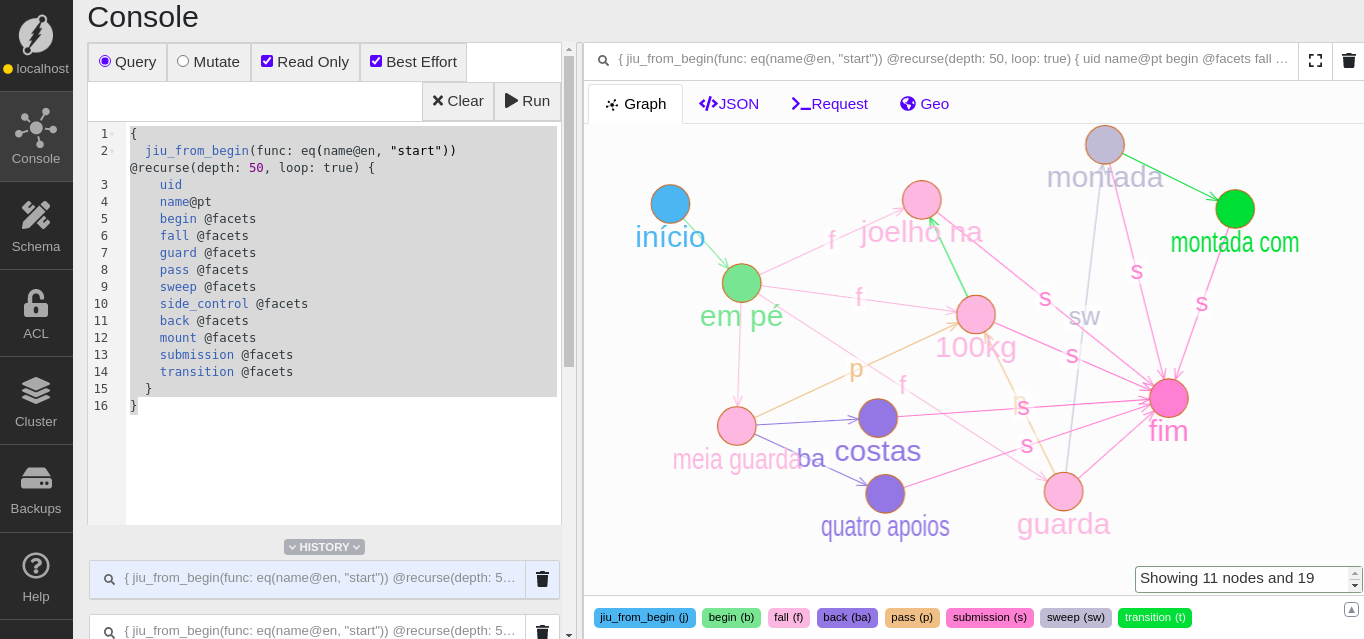 Console
localhost
Console
Schema
ACL
Cluster
Backups
Help
Query Mutate Read Only Best Effort
Clear Run
1 {
2 jiu_from_begin(func: eq(name@en, "start"))
@recurse(depth: 50, loop: true) {
3 uid
4 name@pt
5 begin @facets
6 fall @facets
7 guard @facets
8 pass @facets
9 sweep @facets
10 side_control @facets
11 back @facets
12 mount @facets
13 submission @facets
14 transition @facets
15 }
16 }
HISTORY
{ jiu_from_begin(func: eq(name@en, "start")) @recurse(depth: 5...
{ jiu_from_begin(func: eq(name@en, "start")) @recurse(depth: 5...
{ jiu_from_begin(func: eq(name@en, "start")) @recurse(depth: 50, loop: true) { uid name@pt begin @facets fall ...
Graph JSON Request Geo
montada
início
joelho na
montada com
f
s
f
s
s
em pé
sw
100kg
s
p
f
p
s
fim
costas
s
meia guarda
ba
quatro apoios
guarda
Showing 11 nodes and 19
jiu_from_begin (j) begin (b) fall (f) back (ba) pass (p) submission (s) sweep (sw) transition (t)